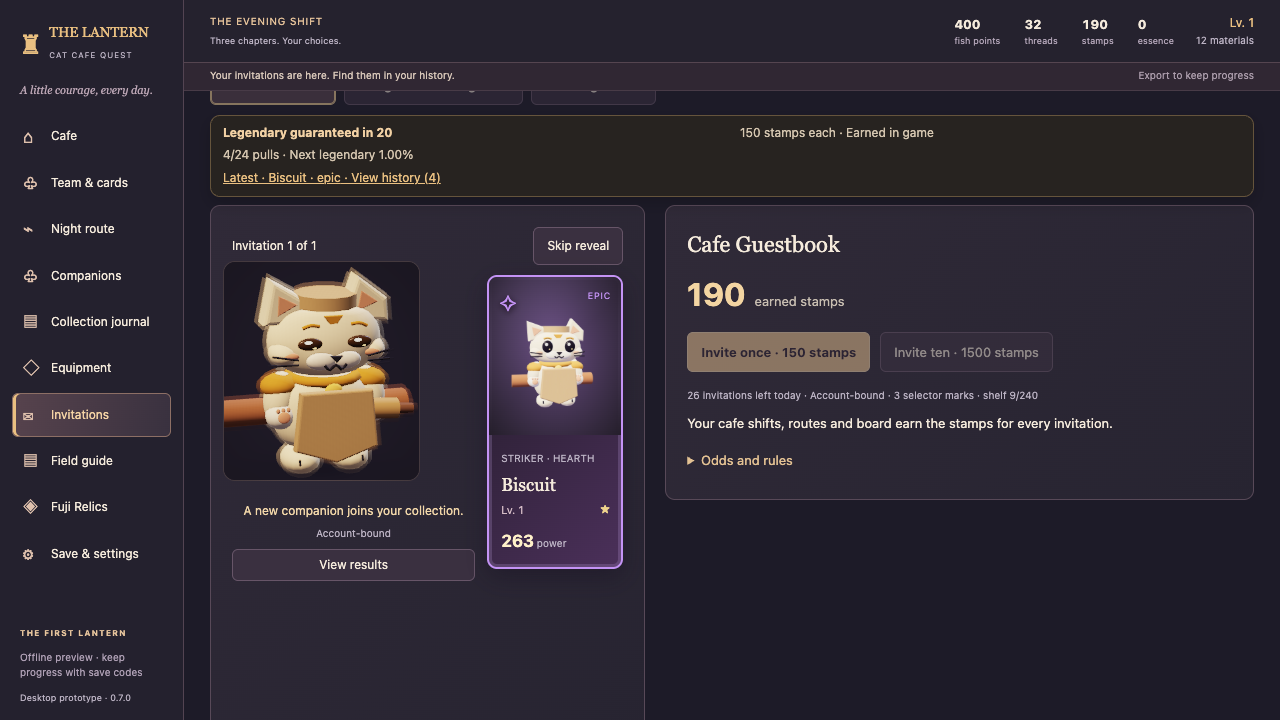 THE LANTERN
CAT CAFE QUEST
A little courage, every day.
Cafe
Team & cards
Night route
Companions
Collection journal
Equipment
Invitations
Field guide
Fuji Relics
Save & settings
THE FIRST LANTERN
Offline preview · keep
progress with save codes
Desktop prototype · 0.7.0
THE EVENING SHIFT
Three chapters. Your choices.
400
fish points
32
threads
190
stamps
0
essence
Lv. 1
12 materials
Your invitations are here. Find them in your history.
Export to keep progress
Legendary guaranteed in 20
150 stamps each · Earned in game
4/24 pulls · Next legendary 1.00%
Latest · Biscuit · epic · View history (4)
Invitation 1 of 1
Skip reveal
EPIC
STRIKER · HEARTH
Biscuit
Lv. 1
263 power
A new companion joins your collection.
Account-bound
View results
Cafe Guestbook
190 earned stamps
Invite once · 150 stamps
Invite ten · 1500 stamps
26 invitations left today · Account-bound · 3 selector marks · shelf 9/240
Your cafe shifts, routes and board earn the stamps for every invitation.
Odds and rules